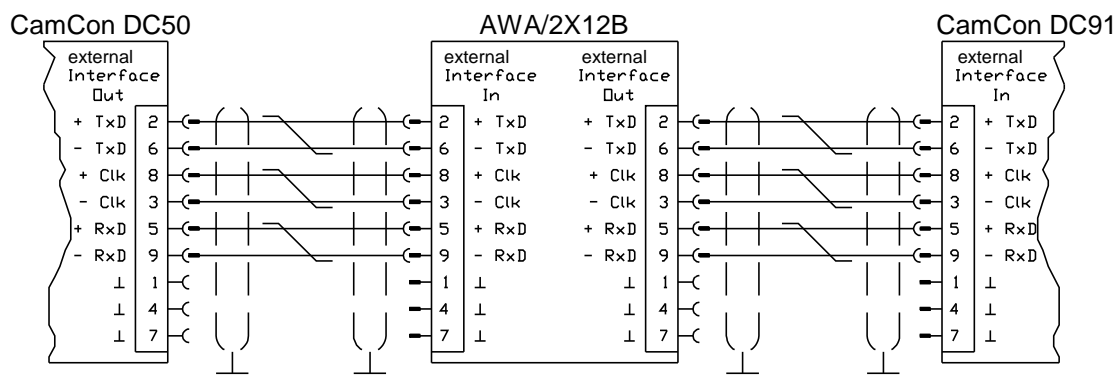 CamCon DC50 AWA/2X12B CamCon DC91
external external external external
Interface Interface Interface Interface
Out In Out In
+ TxD 2 2 + TxD + TxD 2 2 + TxD
- TxD 6 6 - TxD - TxD 6 6 - TxD
+ Clk 8 8 + Clk + Clk 8 8 + Clk
- Clk 3 3 - Clk - Clk 3 3 - Clk
+ RxD 5 5 + RxD + RxD 5 5 + RxD
- RxD 9 9 - RxD - RxD 9 9 - RxD
⊥ 1 1 ⊥ ⊥ 1 1 ⊥
⊥ 4 4 ⊥ ⊥ 4 4 ⊥
⊥ 7 7 ⊥ ⊥ 7 7 ⊥